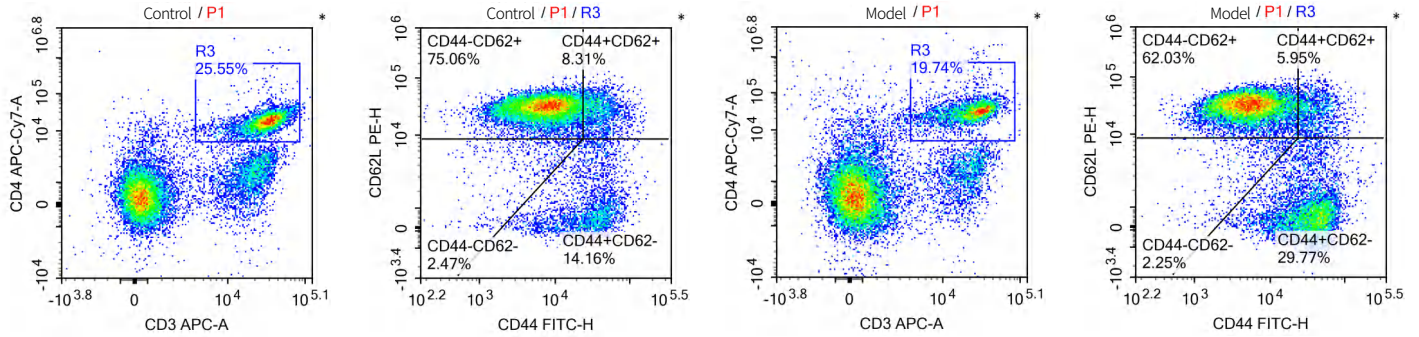 Control / P1
*
10^6.8
10^5
10^4
0
-10^4
CD4 APC-Cy7-A
R3
25.55%
-10^3.8
0
10^4
10^5.1
CD3 APC-A
Control / P1 / R3
*
10^6
10^5
10^4
0
-10^3.4
CD62L PE-H
CD44-CD62+
75.06%
CD44+CD62+
8.31%
CD44-CD62-
2.47%
CD44+CD62-
14.16%
10^2.2
10^3
10^4
10^5.5
CD44 FITC-H
Model / P1
*
10^6.8
10^5
10^4
0
-10^4
CD4 APC-Cy7-A
R3
19.74%
-10^3.8
0
10^4
10^5.1
CD3 APC-A
Model / P1 / R3
*
10^6
10^5
10^4
0
-10^3.4
CD62L PE-H
CD44-CD62+
62.03%
CD44+CD62+
5.95%
CD44-CD62-
2.25%
CD44+CD62-
29.77%
10^2.2
10^3
10^4
10^5.5
CD44 FITC-H